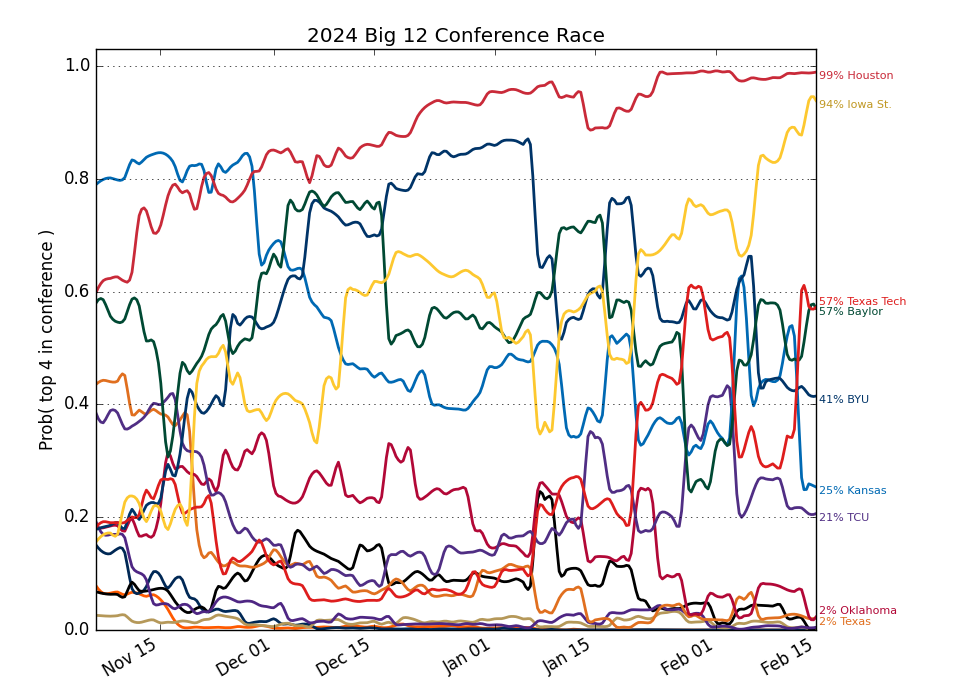 2024 Big 12 Conference Race
Prob( top 4 in conference )
1.0
0.8
0.6
0.4
0.2
0.0
Nov 15
Dec 01
Dec 15
Jan 01
Jan 15
Feb 01
Feb 15
99% Houston
94% Iowa St.
57% Texas Tech
57% Baylor
41% BYU
25% Kansas
21% TCU
2% Oklahoma
2% Texas